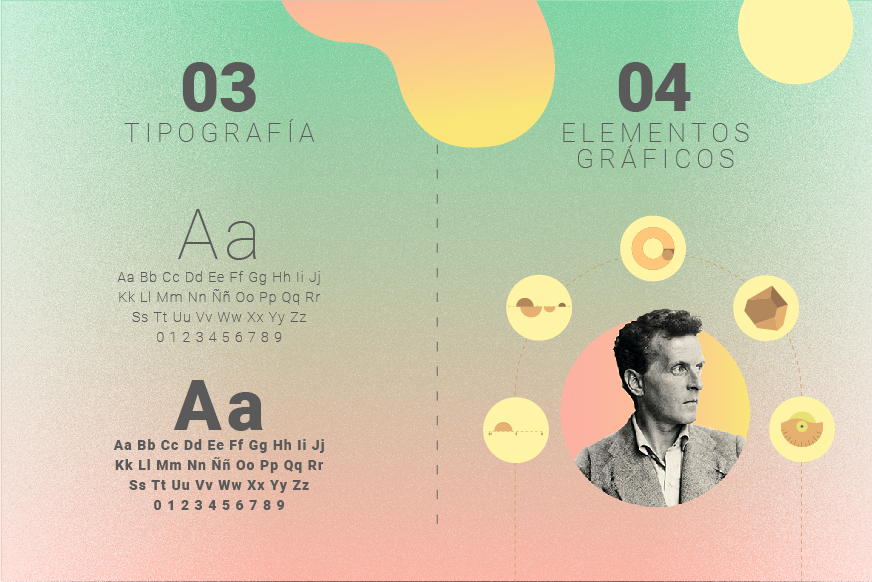 03
TIPOGRAFÍA
Aa
Aa Bb Cc Dd Ee Ff Gg Hh Ii Jj
Kk Ll Mm Nn Ññ Oo Pp Qq Rr
Ss Tt Uu Vv Ww Xx Yy Zz
0 1 2 3 4 5 6 7 8 9
Aa
Aa Bb Cc Dd Ee Ff Gg Hh Ii Jj
Kk Ll Mm Nn Ññ Oo Pp Qq Rr
Ss Tt Uu Vv Ww Xx Yy Zz
0 1 2 3 4 5 6 7 8 9
04
ELEMENTOS
GRÁFICOS